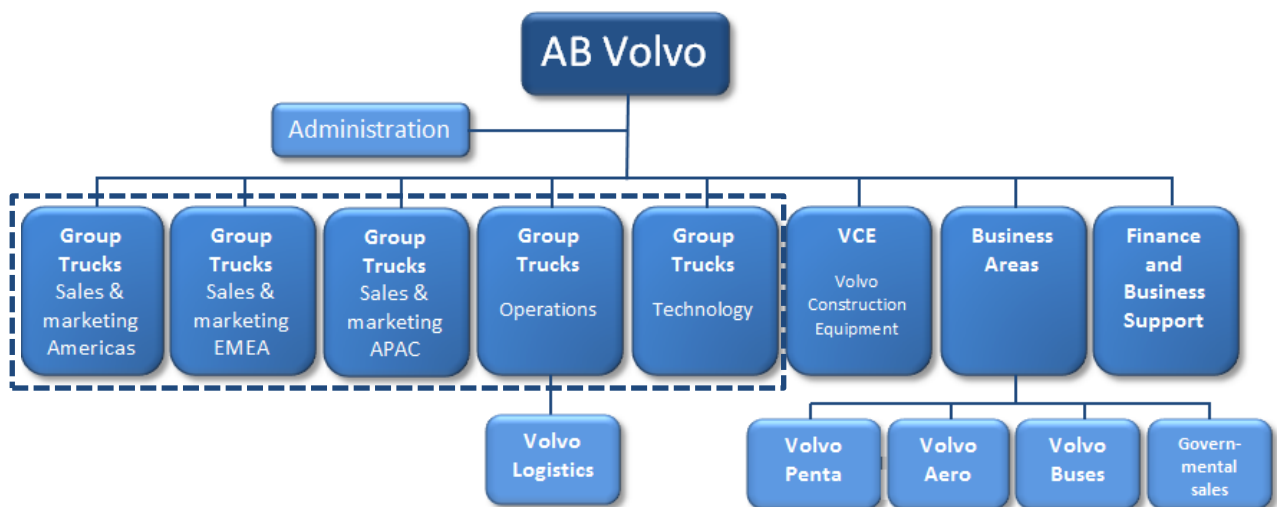 AB Volvo
Administration
Group
Trucks
Sales &
marketing
Americas
Group
Trucks
Sales &
marketing
EMEA
Group
Trucks
Sales &
marketing
APAC
Group
Trucks
Operations
Group
Trucks
Technology
VCE
Volvo
Construction
Equipment
Business
Areas
Finance
and
Business
Support
Volvo
Logistics
Volvo
Penta
Volvo
Aero
Volvo
Buses
Govern-
mental
sales